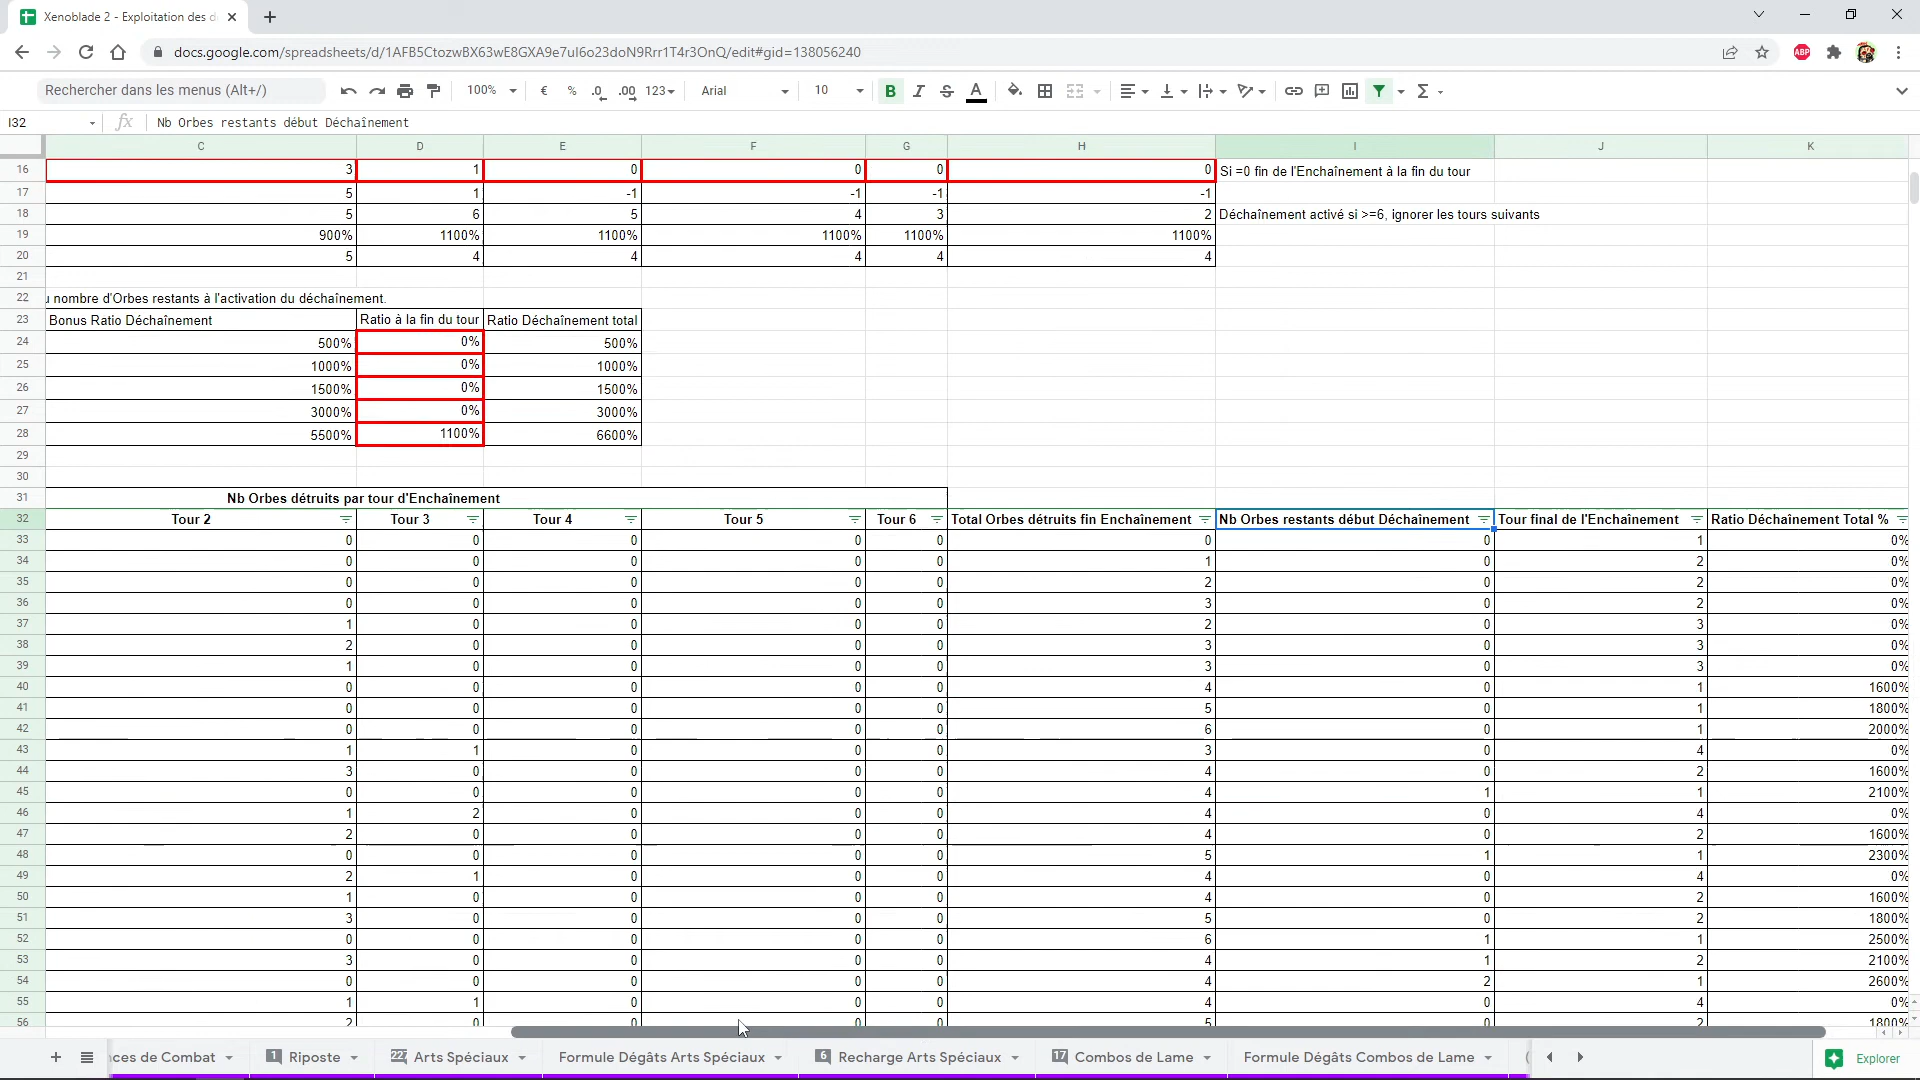 Xenoblade 2 - Exploitation des d
docs.google.com/spreadsheets/d/1AFB5CtozwBX63wE8GXA9e7uI6o23doN9Rrr1T4r3OnQ/edit#gid=138056240
ABP
Rechercher dans les menus (Alt+/) 100% € % .0 .00 123 Arial 10 B I S A Σ
I32 fx Nb Orbes restants début Déchaînement
C D E F G H I J K
16 3 1 0 0 0 0 Si =0 fin de l'Enchaînement à la fin du tour
17 5 1 -1 -1 -1 -1
18 5 6 5 4 3 2 Déchaînement activé si >=6, ignorer les tours suivants
19 900% 1100% 1100% 1100% 1100% 1100%
20 5 4 4 4 4 4
21
22 u nombre d'Orbes restants à l'activation du déchaînement.
23 Bonus Ratio Déchaînement Ratio à la fin du tour Ratio Déchaînement total
24 500% 0% 500%
25 1000% 0% 1000%
26 1500% 0% 1500%
27 3000% 0% 3000%
28 5500% 1100% 6600%
29
30
31 Nb Orbes détruits par tour d'Enchaînement
32 Tour 2 Tour 3 Tour 4 Tour 5 Tour 6 Total Orbes détruits fin Enchaînement Nb Orbes restants début Déchaînement Tour final de l'Enchaînement Ratio Déchaînement Total %
33 0 0 0 0 0 0 0 1 0%
34 0 0 0 0 0 1 0 2 0%
35 0 0 0 0 0 2 0 2 0%
36 0 0 0 0 0 3 0 2 0%
37 1 0 0 0 0 2 0 3 0%
38 2 0 0 0 0 3 0 3 0%
39 1 0 0 0 0 3 0 3 0%
40 0 0 0 0 0 4 0 1 1600%
41 0 0 0 0 0 5 0 1 1800%
42 0 0 0 0 0 6 0 1 2000%
43 1 1 0 0 0 3 0 4 0%
44 3 0 0 0 0 4 0 2 1600%
45 0 0 0 0 0 4 1 1 2100%
46 1 2 0 0 0 4 0 4 0%
47 2 0 0 0 0 4 0 2 1600%
48 0 0 0 0 0 5 1 1 2300%
49 2 1 0 0 0 4 0 4 0%
50 1 0 0 0 0 4 0 2 1600%
51 3 0 0 0 0 5 0 2 1800%
52 0 0 0 0 0 6 1 1 2500%
53 3 0 0 0 0 4 1 2 2100%
54 0 0 0 0 0 4 2 1 2600%
55 1 1 0 0 0 4 0 4 0%
56 2 0 0 0 0 5 0 2 1800%
nces de Combat 1 Riposte 227 Arts Spéciaux Formule Dégâts Arts Spéciaux 6 Recharge Arts Spéciaux 17 Combos de Lame Formule Dégâts Combos de Lame Explorer